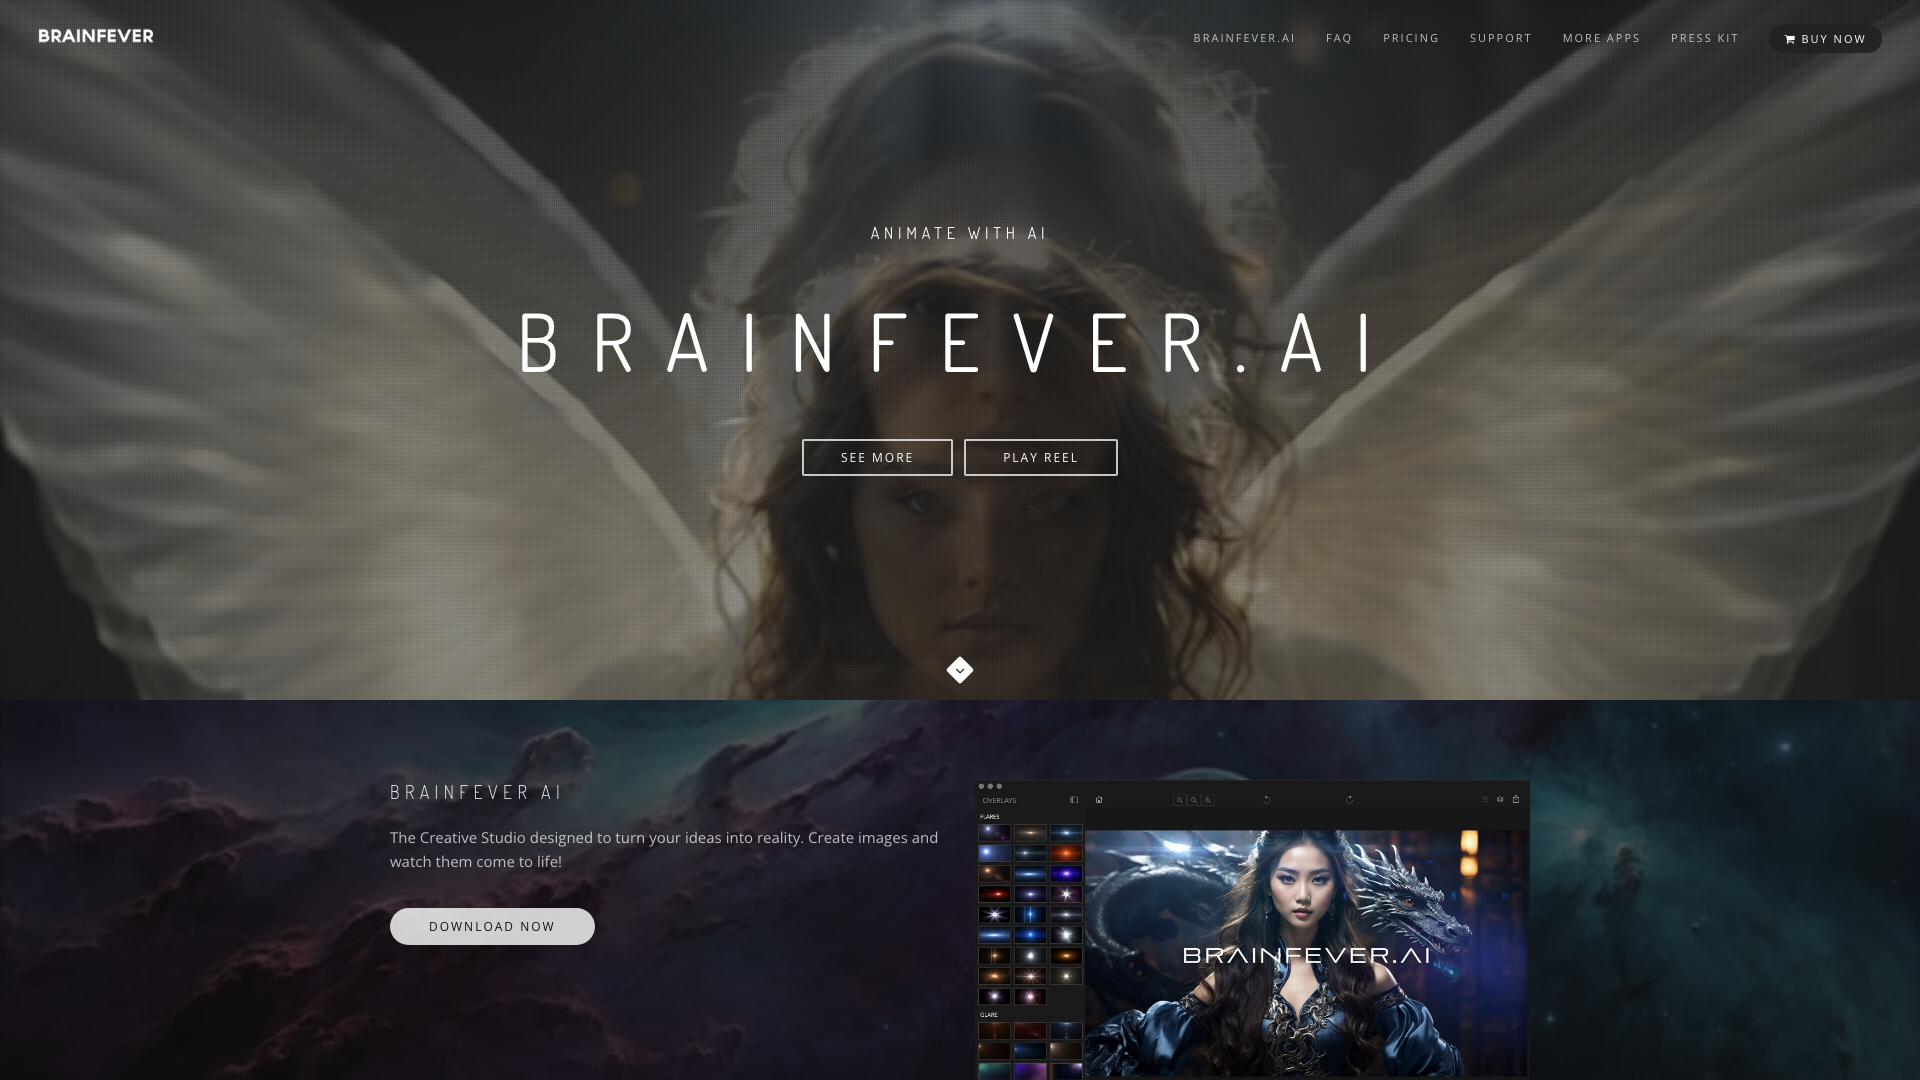 BRAINFEVER
BRAINFEVER.AI
FAQ
PRICING
SUPPORT
MORE APPS
PRESS KIT
BUY NOW
ANIMATE WITH AI
BRAINFEVER.AI
SEE MORE
PLAY REEL
BRAINFEVER AI
The Creative Studio designed to turn your ideas into reality. Create images and
watch them come to life!
DOWNLOAD NOW
OVERLAYS
FLARES
GLARE
BRAINFEVER.AI